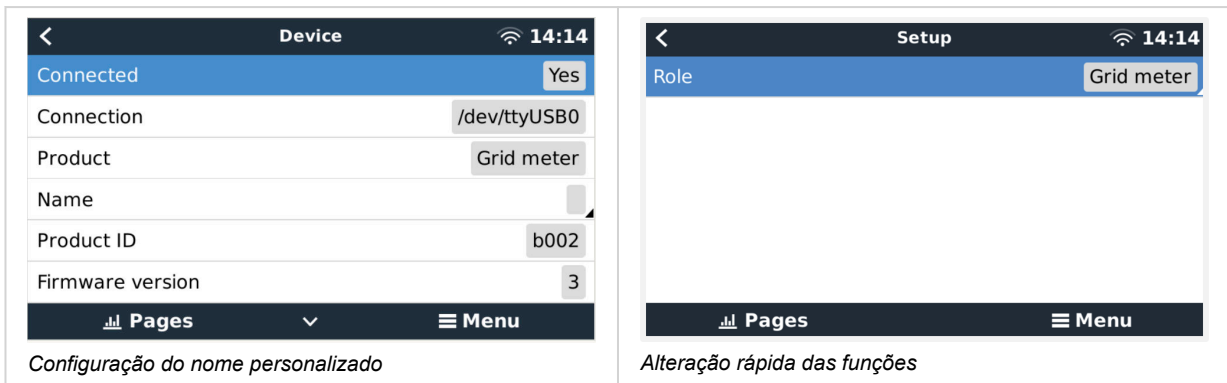 Device 14:14
Connected Yes
Connection /dev/ttyUSB0
Product Grid meter
Name
Product ID b002
Firmware version 3
Pages Menu
Configuração do nome personalizado
Setup 14:14
Role Grid meter
Pages Menu
Alteração rápida das funções